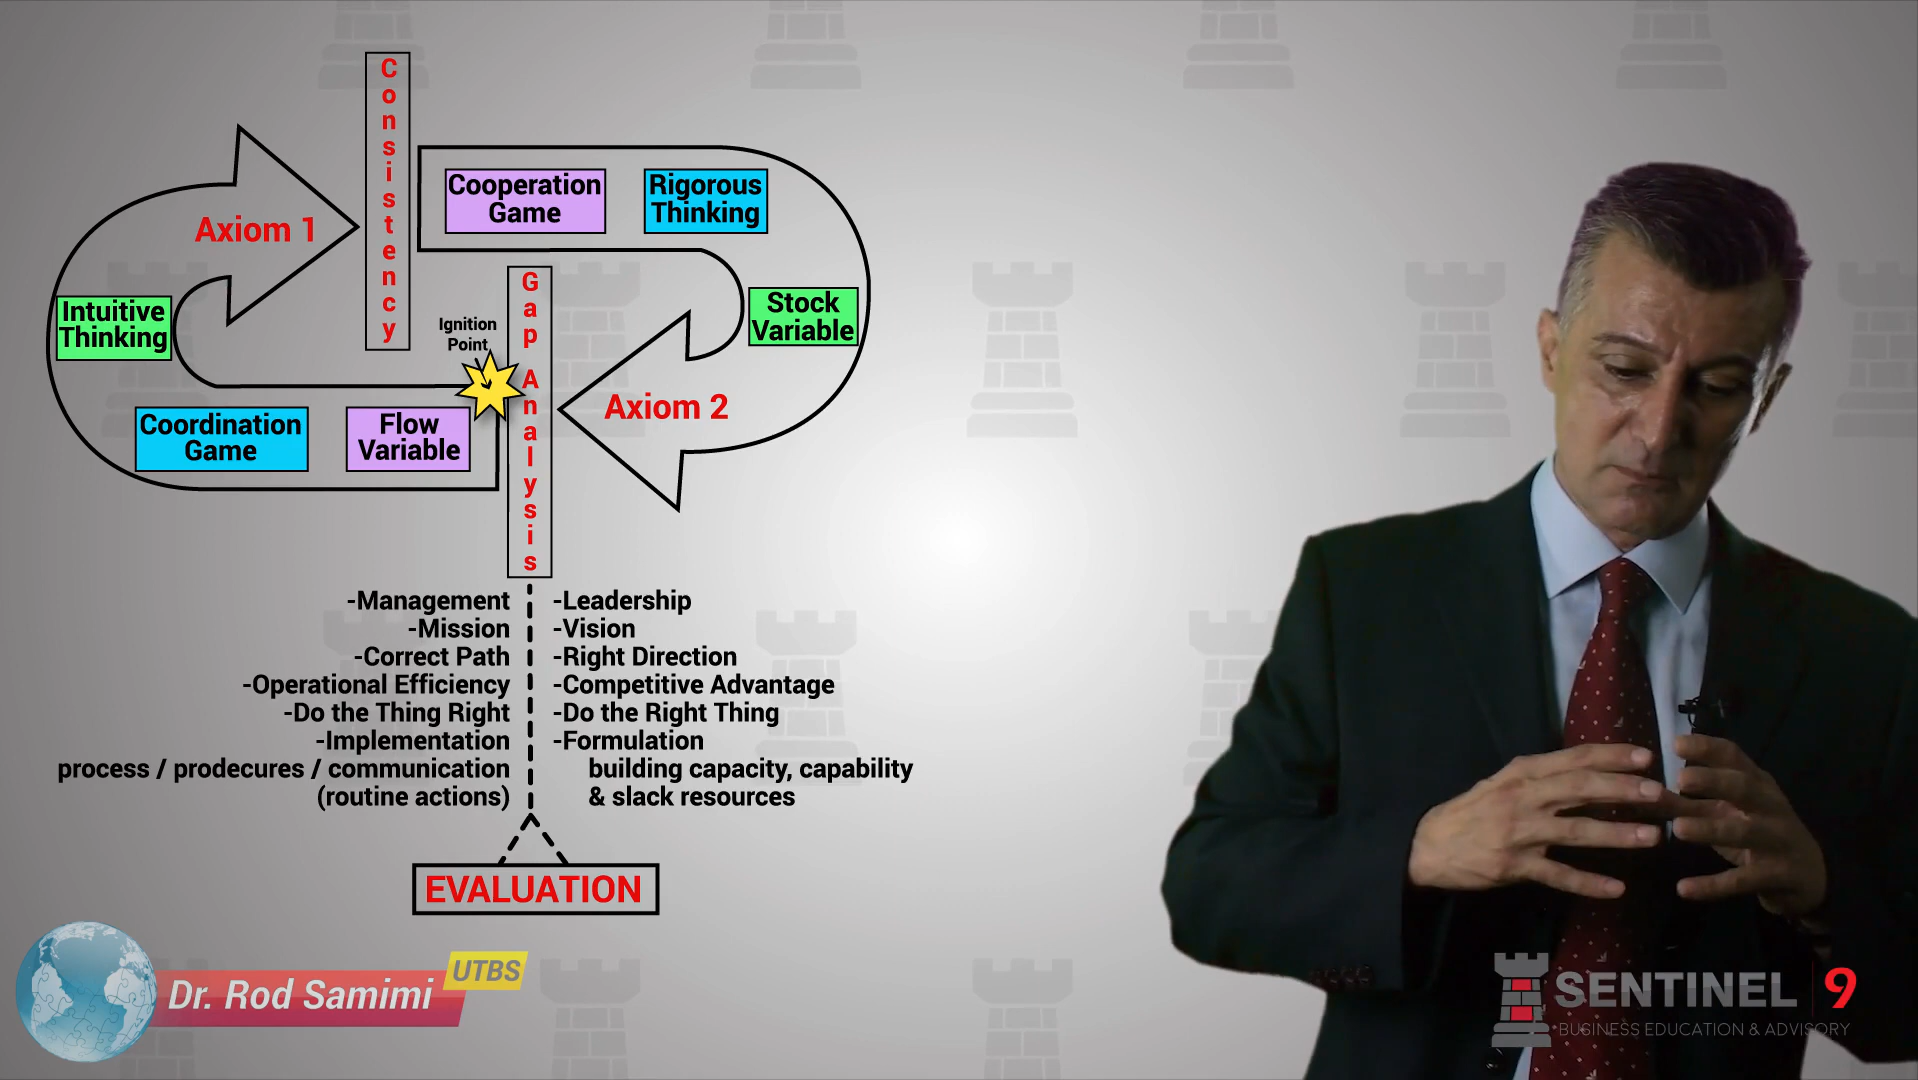 Consistency
Cooperation
Game
Rigorous
Thinking
Axiom 1
Gap Analysis
Intuitive
Thinking
Stock
Variable
Ignition
Point
Axiom 2
Coordination
Game
Flow
Variable
-Management
-Leadership
-Mission
-Vision
-Correct Path
-Right Direction
-Operational Efficiency
-Competitive Advantage
-Do the Thing Right
-Do the Right Thing
-Implementation
-Formulation
process / prodecures / communication
building capacity, capability
(routine actions)
& slack resources
EVALUATION
UTBS
Dr. Rod Samimi
SENTINEL 9
BUSINESS EDUCATION & ADVISORY